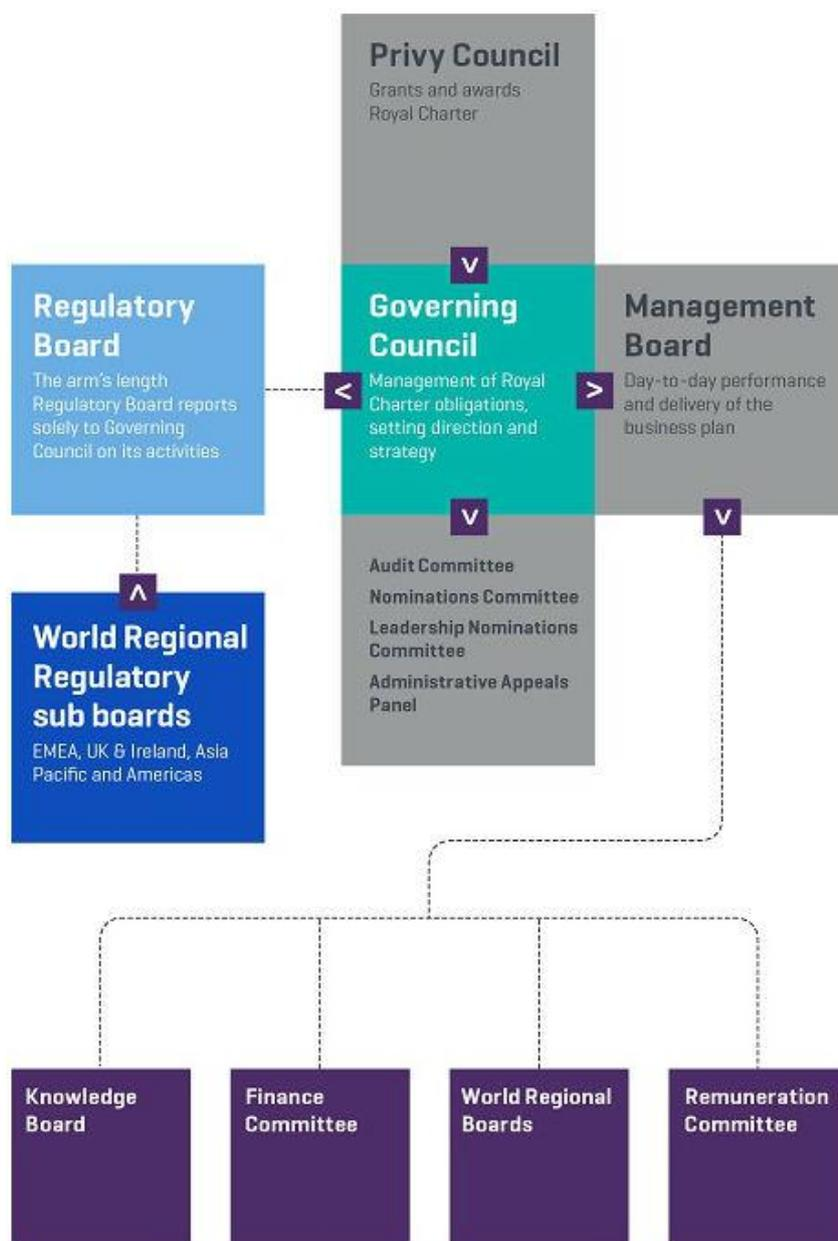 Privy Council
Grants and awards
Royal Charter
Regulatory
Board
The arm's length
Regulatory Board reports
solely to Governing
Council on its activities
Governing
Council
Management of Royal
Charter obligations,
setting direction and
strategy
Management
Board
Day-to-day performance
and delivery of the
business plan
World Regional
Regulatory
sub boards
EMEA, UK & Ireland, Asia
Pacific and Americas
Audit Committee
Nominations Committee
Leadership Nominations
Committee
Administrative Appeals
Panel
Knowledge
Board
Finance
Committee
World Regional
Boards
Remuneration
Committee